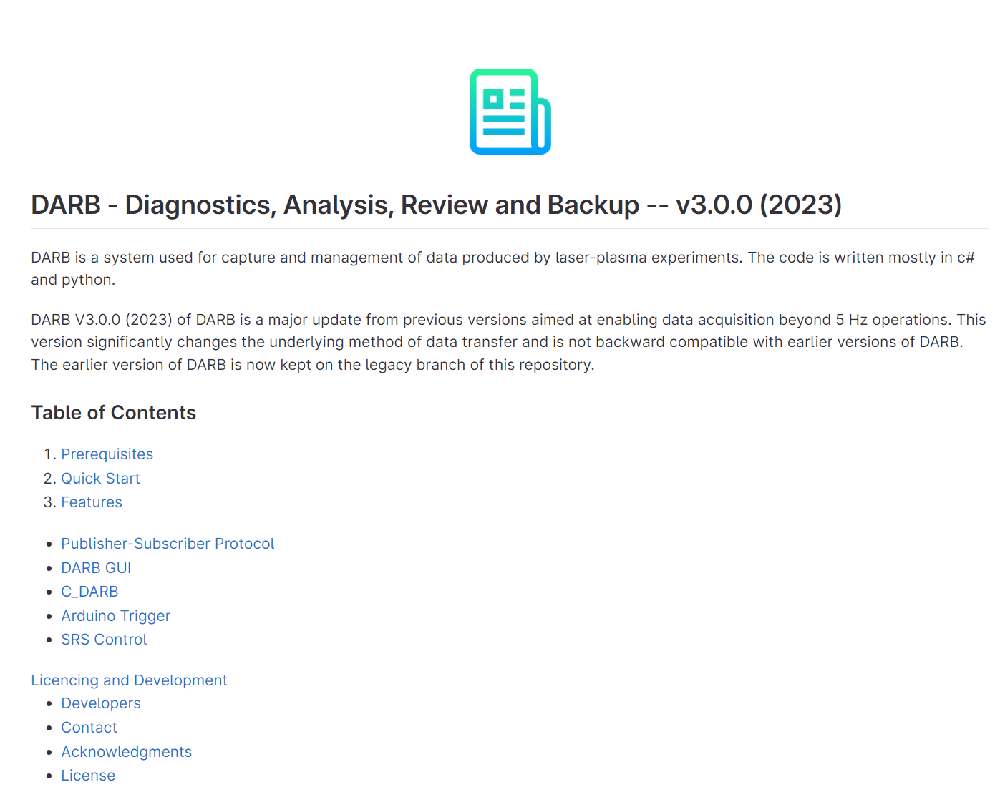 DARB - Diagnostics, Analysis, Review and Backup -- v3.0.0 (2023)
DARB is a system used for capture and management of data produced by laser-plasma experiments. The code is written mostly in c#
and python.
DARB V3.0.0 (2023) of DARB is a major update from previous versions aimed at enabling data acquisition beyond 5 Hz operations. This
version significantly changes the underlying method of data transfer and is not backward compatible with earlier versions of DARB.
The earlier version of DARB is now kept on the legacy branch of this repository.
Table of Contents
1. Prerequisites
2. Quick Start
3. Features
• Publisher-Subscriber Protocol
• DARB GUI
• C_DARB
• Arduino Trigger
• SRS Control
Licencing and Development
• Developers
• Contact
• Acknowledgments
• License